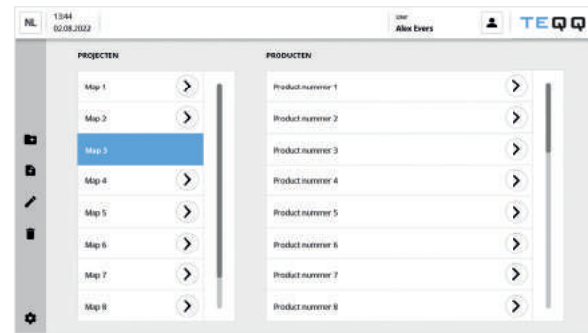 NL
13:44
02.08.2022
User
Alex Evers
TEQQ
PROJECTEN
PRODUCTEN
Map 1
Product nummer 1
Map 2
Product nummer 2
Map 3
Product nummer 3
Map 4
Product nummer 4
Map 5
Product nummer 5
Map 6
Product nummer 6
Map 7
Product nummer 7
Map 8
Product nummer 8